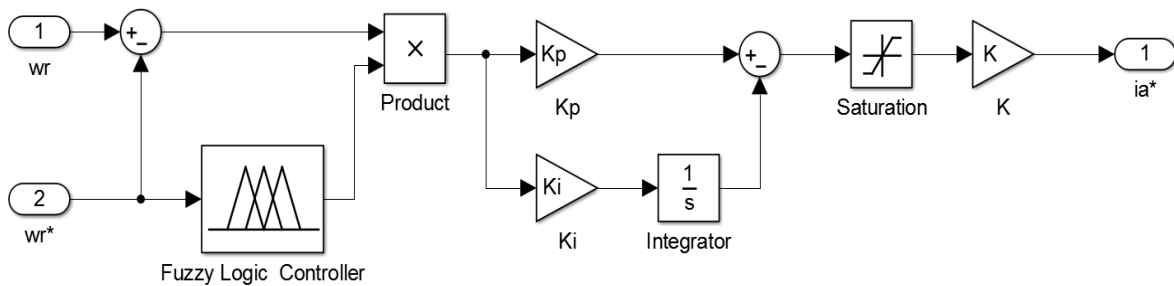 1
wr
+
−
2
wr*
Fuzzy Logic Controller
×
Product
Kp
Kp
Ki
Ki
1
s
Integrator
+
−
Saturation
K
K
1
ia*